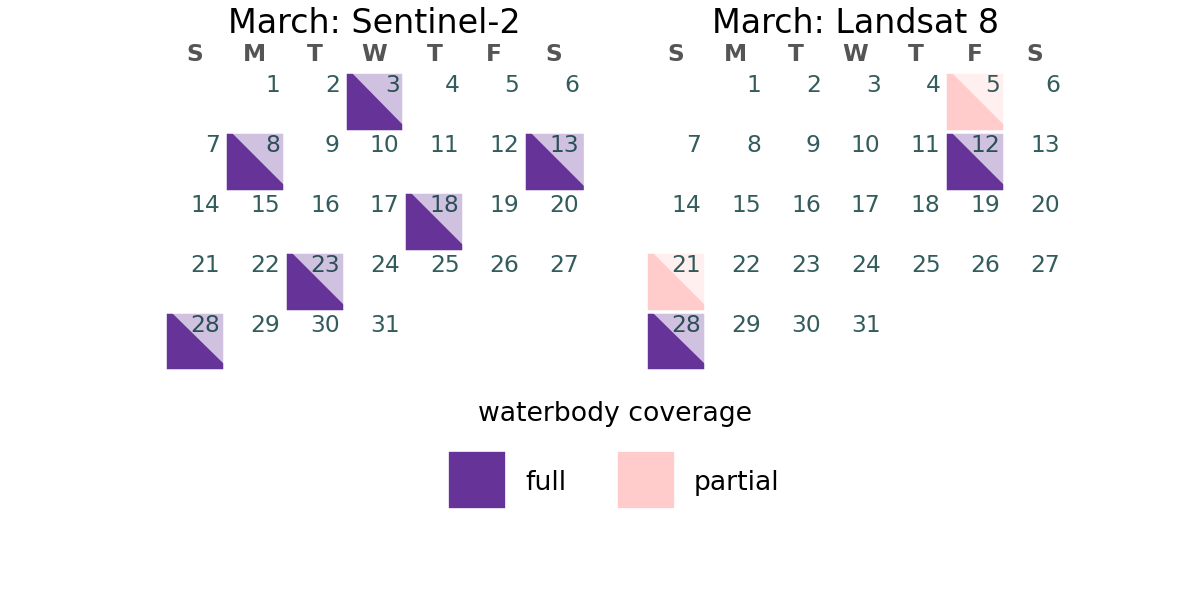 March: Sentinel-2
S M T W T F S
1 2 3 4 5 6
7 8 9 10 11 12 13
14 15 16 17 18 19 20
21 22 23 24 25 26 27
28 29 30 31
March: Landsat 8
S M T W T F S
1 2 3 4 5 6
7 8 9 10 11 12 13
14 15 16 17 18 19 20
21 22 23 24 25 26 27
28 29 30 31
waterbody coverage
full partial